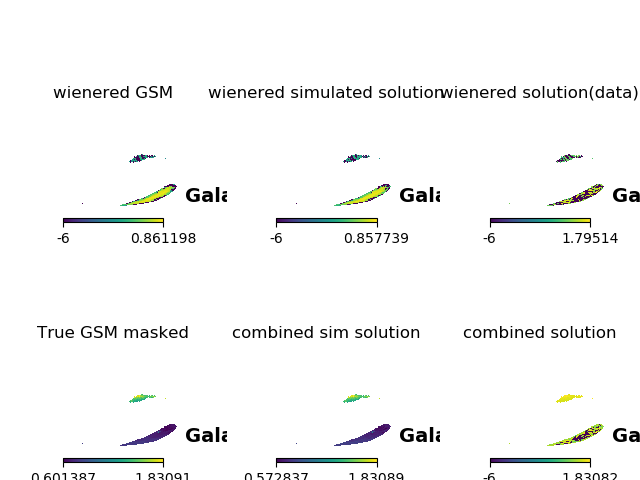 wienered GSM
wienered simulated solution
wienered solution(data)
Gala
Gala
Ga
-6 0.861198
-6 0.857739
-6 1.79514
True GSM masked
combined sim solution
combined solution
Gala
Gala
Ga
0.601387 1.83091
0.572837 1.83089
-6 1.83082